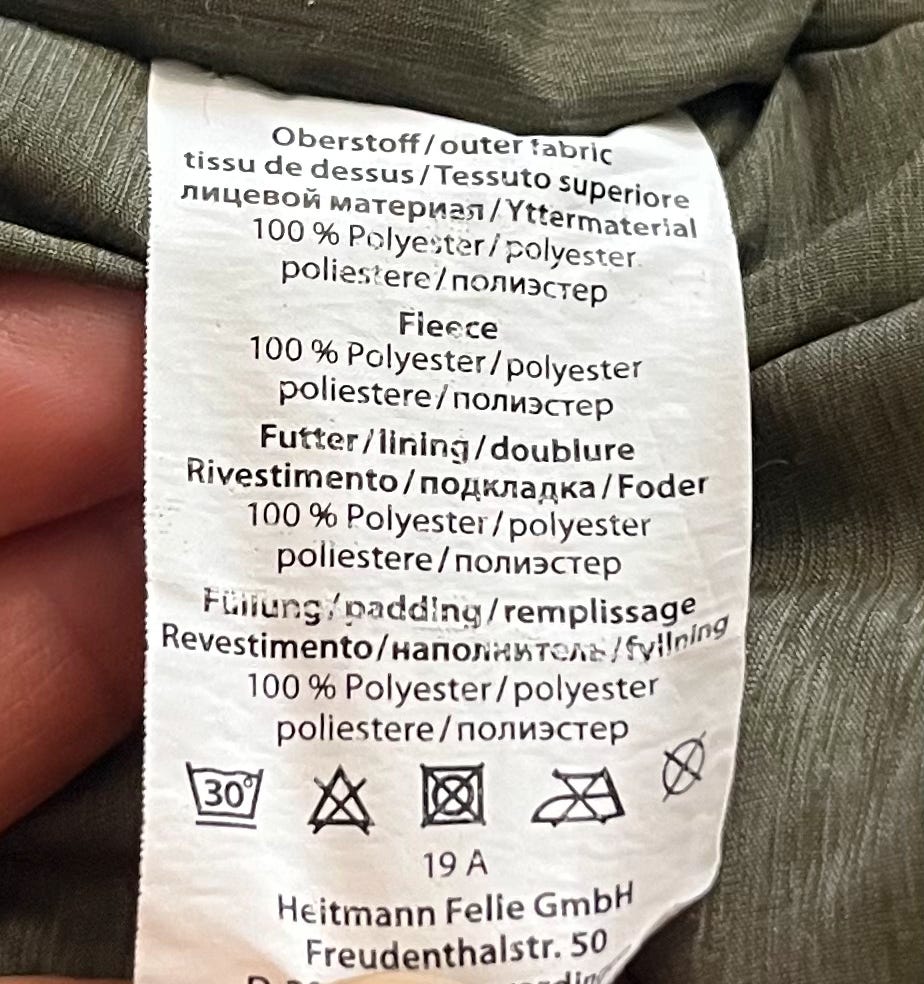 Oberstoff/outer fabric
tissu de dessus/Tessuto superiore
лицевой материал/Yttermaterial
100 % Polyester/polyester
poliestere/полиэстер
Fleece
100 % Polyester/polyester
poliestere/полиэстер
Futter/lining/doublure
Rivestimento/подкладка/Foder
100 % Polyester/polyester
poliestere/полиэстер
Füllung/padding/remplissage
Revestimento/наполнитель/fyllning
100 % Polyester/polyester
poliestere/полиэстер
30°
19 A
Heitmann Felle GmbH
Freudenthalstr. 50